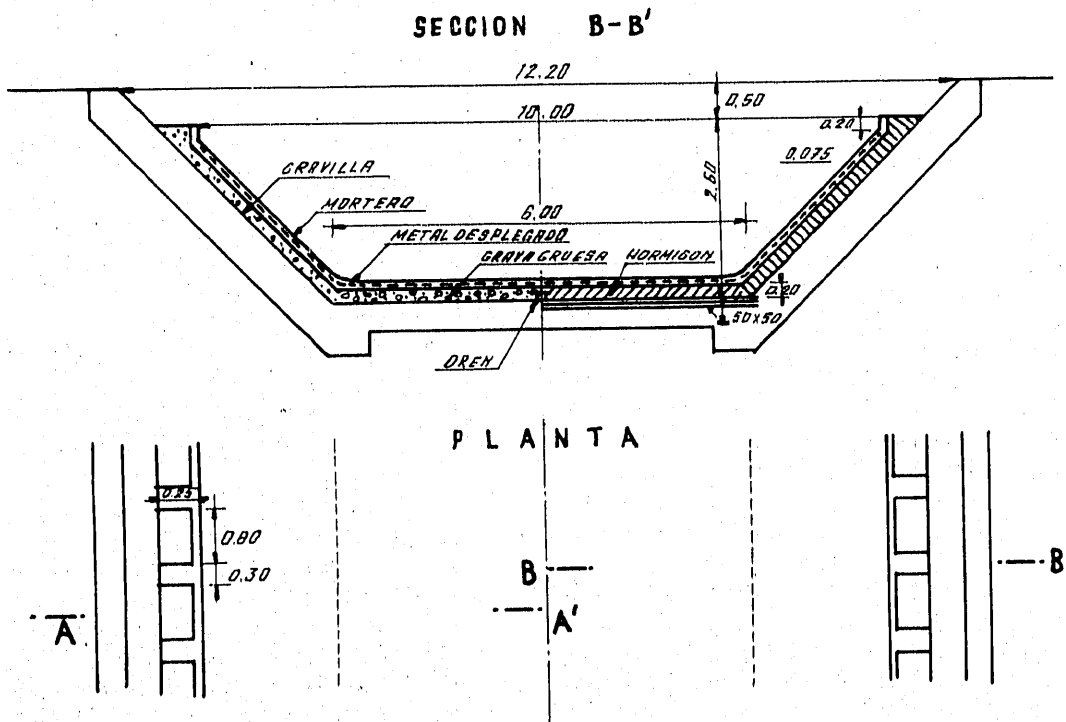 SECCION B-B'
12.20
0.50
10.00
0.20
0.075
2.60
GRAVILLA
MORTERO
6.00
METAL DESPLEGADO
GRAVA GRUESA
HORMIGON
0.20
50x50
DREN
PLANTA
0.25
0.80
0.30
B
B
A
A'